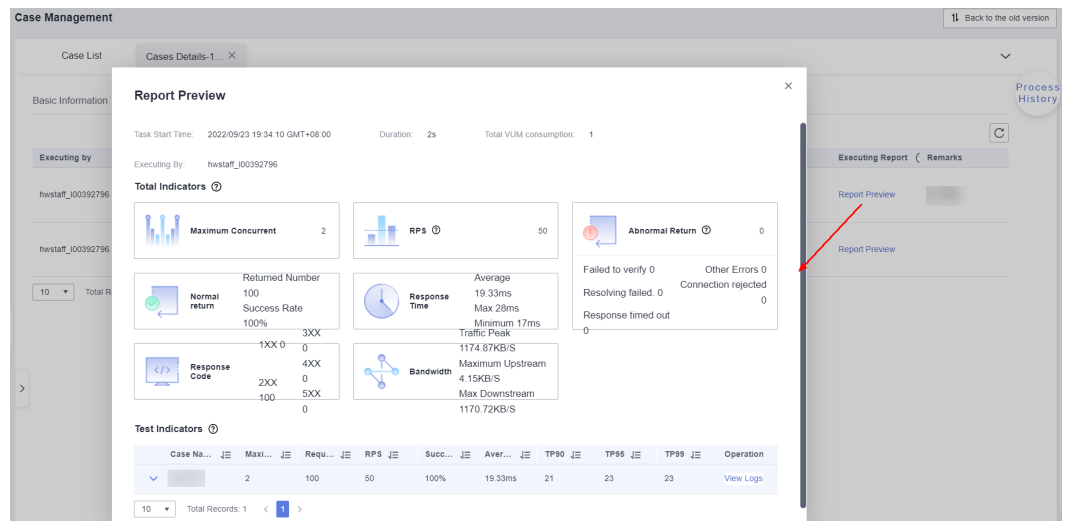 Case Management
Back to the old version
Case List
Cases Details-1...
Process
History
Basic Information
Report Preview
Task Start Time: 2022/09/23 19:34:10 GMT+08:00 Duration: 2s Total VUM consumption: 1
Executing By: hwstaff_l00392796
Executing by
Executing Report ( Remarks
hwstaff_l00392796
Report Preview
hwstaff_l00392796
Report Preview
10
Total R
Total Indicators
Maximum Concurrent 2
RPS 50
Abnormal Return 0
Failed to verify 0
Other Errors 0
Resolving failed. 0
Connection rejected
0
Response timed out
0
Normal
return
Returned Number
100
Success Rate
100%
Response
Time
Average
19.33ms
Max 28ms
Minimum 17ms
</>
Response
Code
1XX 0
2XX
100
3XX
0
4XX
0
5XX
0
Bandwidth
Traffic Peak
1174.87KB/S
Maximum Upstream
4.15KB/S
Max Downstream
1170.72KB/S
Test Indicators
Case Na... Maxi... Requ... RPS Succ... Aver... TP90 TP95 TP99 Operation
2 100 50 100% 19.33ms 21 23 23 View Logs
10 Total Records: 1 < 1 >